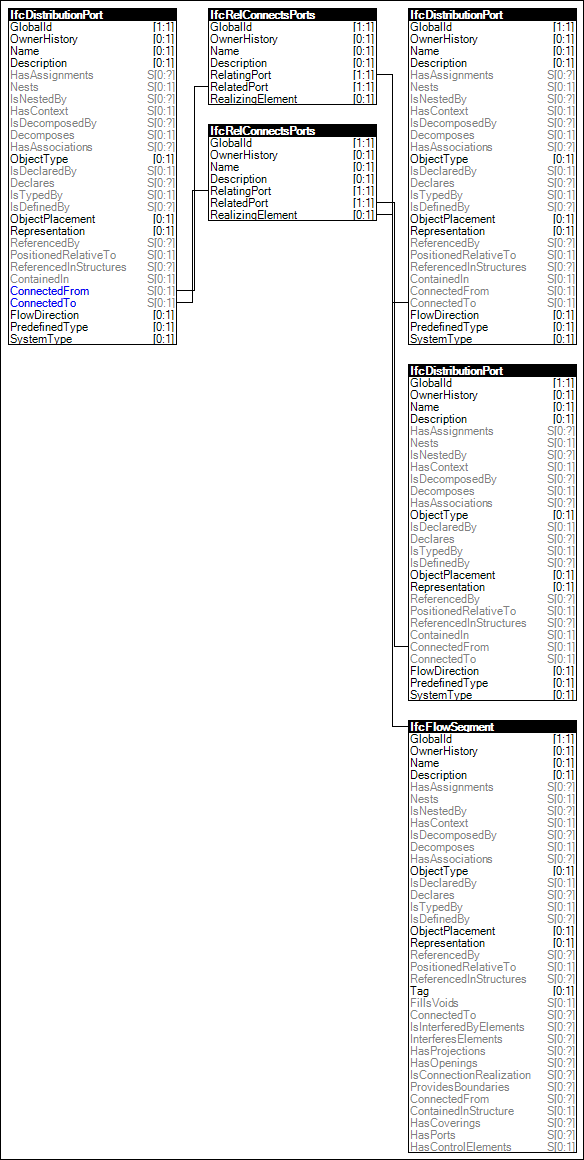 IfcDistributionPort
GlobalId [1:1]
OwnerHistory [0:1]
Name [0:1]
Description [0:1]
HasAssignments S[0:?]
Nests S[0:1]
IsNestedBy S[0:?]
HasContext S[0:1]
IsDecomposedBy S[0:?]
Decomposes S[0:1]
HasAssociations S[0:?]
ObjectType [0:1]
IsDeclaredBy S[0:1]
Declares S[0:?]
IsTypedBy S[0:1]
IsDefinedBy S[0:?]
ObjectPlacement [0:1]
Representation [0:1]
ReferencedBy S[0:?]
PositionedRelativeTo S[0:1]
ReferencedInStructures S[0:?]
ContainedIn S[0:1]
ConnectedFrom S[0:1]
ConnectedTo S[0:1]
FlowDirection [0:1]
PredefinedType [0:1]
SystemType [0:1]
IfcRelConnectsPorts
GlobalId [1:1]
OwnerHistory [0:1]
Name [0:1]
Description [0:1]
RelatingPort [1:1]
RelatedPort [1:1]
RealizingElement [0:1]
IfcRelConnectsPorts
GlobalId [1:1]
OwnerHistory [0:1]
Name [0:1]
Description [0:1]
RelatingPort [1:1]
RelatedPort [1:1]
RealizingElement [0:1]
IfcDistributionPort
GlobalId [1:1]
OwnerHistory [0:1]
Name [0:1]
Description [0:1]
HasAssignments S[0:?]
Nests S[0:1]
IsNestedBy S[0:?]
HasContext S[0:1]
IsDecomposedBy S[0:?]
Decomposes S[0:1]
HasAssociations S[0:?]
ObjectType [0:1]
IsDeclaredBy S[0:1]
Declares S[0:?]
IsTypedBy S[0:1]
IsDefinedBy S[0:?]
ObjectPlacement [0:1]
Representation [0:1]
ReferencedBy S[0:?]
PositionedRelativeTo S[0:1]
ReferencedInStructures S[0:?]
ContainedIn S[0:1]
ConnectedFrom S[0:1]
ConnectedTo S[0:1]
FlowDirection [0:1]
PredefinedType [0:1]
SystemType [0:1]
IfcDistributionPort
GlobalId [1:1]
OwnerHistory [0:1]
Name [0:1]
Description [0:1]
HasAssignments S[0:?]
Nests S[0:1]
IsNestedBy S[0:?]
HasContext S[0:1]
IsDecomposedBy S[0:?]
Decomposes S[0:1]
HasAssociations S[0:?]
ObjectType [0:1]
IsDeclaredBy S[0:1]
Declares S[0:?]
IsTypedBy S[0:1]
IsDefinedBy S[0:?]
ObjectPlacement [0:1]
Representation [0:1]
ReferencedBy S[0:?]
PositionedRelativeTo S[0:1]
ReferencedInStructures S[0:?]
ContainedIn S[0:1]
ConnectedFrom S[0:1]
ConnectedTo S[0:1]
FlowDirection [0:1]
PredefinedType [0:1]
SystemType [0:1]
IfcFlowSegment
GlobalId [1:1]
OwnerHistory [0:1]
Name [0:1]
Description [0:1]
HasAssignments S[0:?]
Nests S[0:1]
IsNestedBy S[0:?]
HasContext S[0:1]
IsDecomposedBy S[0:?]
Decomposes S[0:1]
HasAssociations S[0:?]
ObjectType [0:1]
IsDeclaredBy S[0:1]
Declares S[0:?]
IsTypedBy S[0:1]
IsDefinedBy S[0:?]
ObjectPlacement [0:1]
Representation [0:1]
ReferencedBy S[0:?]
PositionedRelativeTo S[0:1]
ReferencedInStructures S[0:?]
Tag [0:1]
FillsVoids S[0:1]
ConnectedTo S[0:?]
IsInterferedByElements S[0:?]
InterferesElements S[0:?]
HasProjections S[0:?]
HasOpenings S[0:?]
IsConnectionRealization S[0:?]
ProvidesBoundaries S[0:?]
ConnectedFrom S[0:?]
ContainedInStructure S[0:1]
HasCoverings S[0:?]
HasPorts S[0:?]
HasControlElements S[0:1]